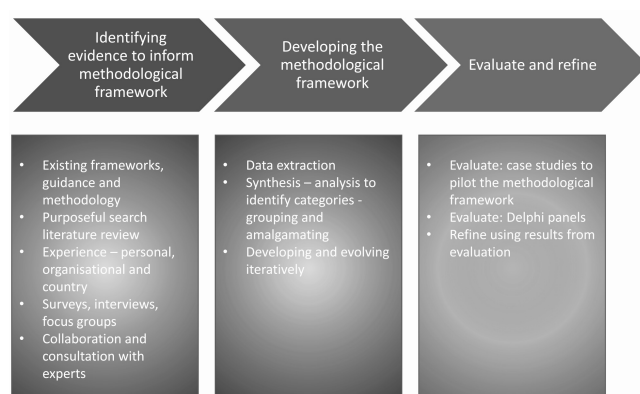 Identifying
evidence to inform
methodological
framework
Developing the
methodological
framework
Evaluate and refine
• Existing frameworks,
guidance and
methodology
• Purposeful search
literature review
• Experience – personal,
organisational and
country
• Surveys, interviews,
focus groups
• Collaboration and
consultation with
experts
• Data extraction
• Synthesis – analysis to
identify categories -
grouping and
amalgamating
• Developing and evolving
iteratively
• Evaluate: case studies to
pilot the methodological
framework
• Evaluate: Delphi panels
• Refine using results from
evaluation